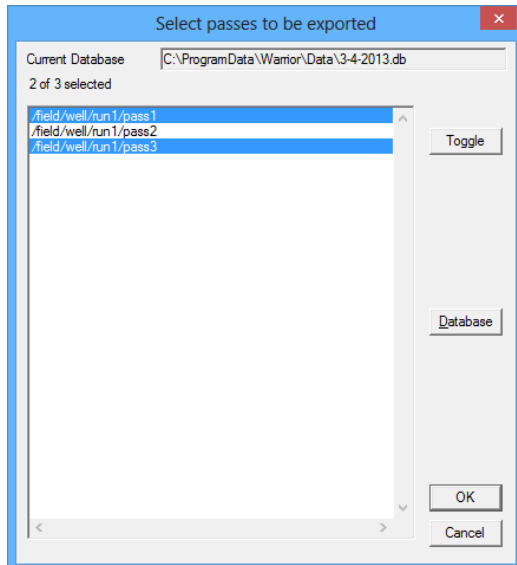 Select passes to be exported
Current Database C:\ProgramData\Warrior\Data\3-4-2013.db
2 of 3 selected
/field/well/run1/pass1
/field/well/run1/pass2
/field/well/run1/pass3
Toggle
Database
OK
Cancel